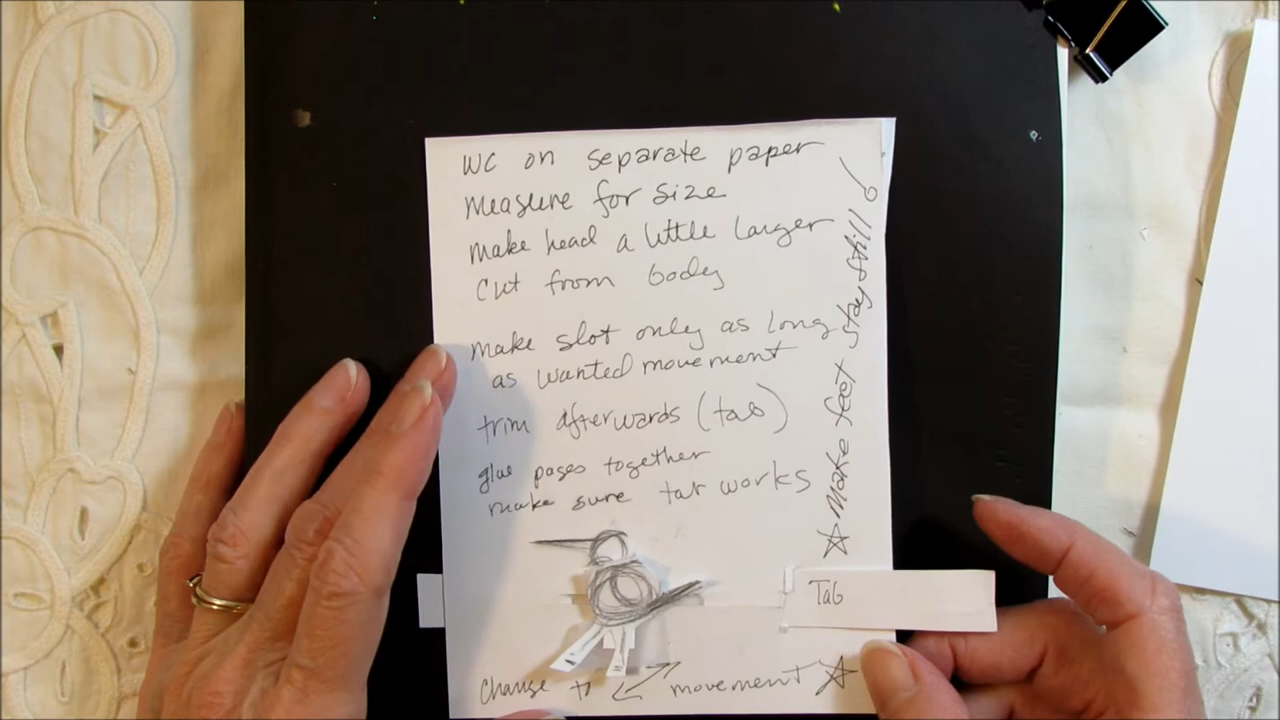 WC on separate paper
measure for size
make head a little larger
cut from body
make slot only as long
as wanted movement
trim afterwards (tab)
glue pages together
make sure tab works
Make feet stay still
Tab
Change to movement